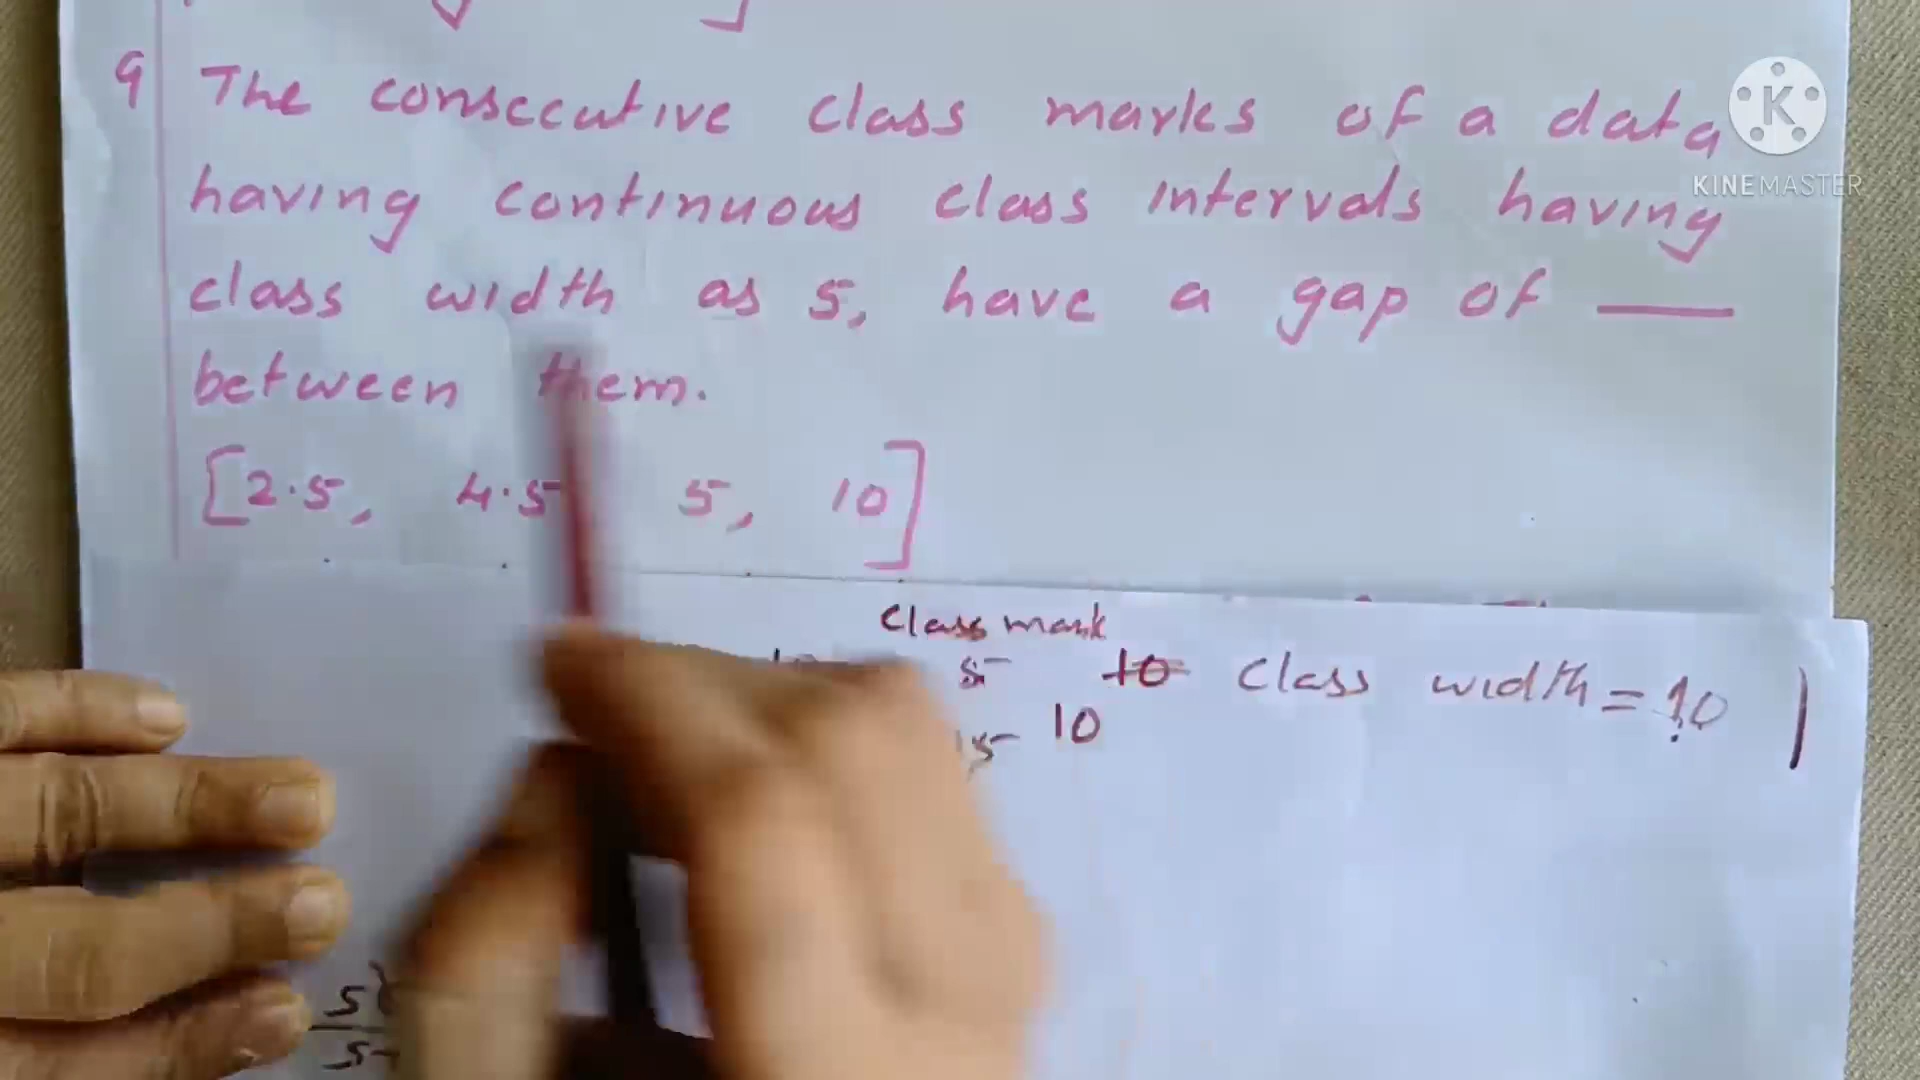 9 The consecutive class marks of a data
having continuous class intervals having
class width as 5, have a gap of ___
between them.
[2.5, 4.5 5, 10]
K
KINEMASTER
Class mark
5 10 Class width = 10
15 10